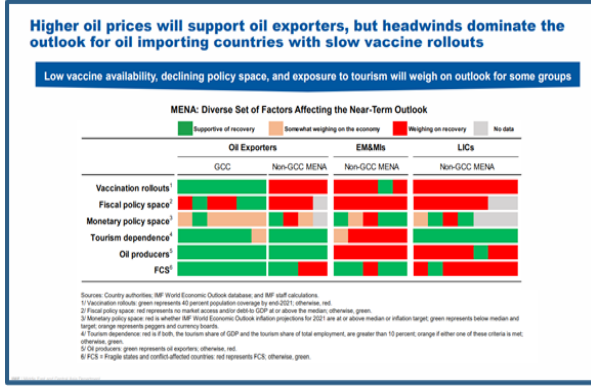 Higher oil prices will support oil exporters, but headwinds dominate the
outlook for oil importing countries with slow vaccine rollouts
Low vaccine availability, declining policy space, and exposure to tourism will weigh on outlook for some groups
MENA: Diverse Set of Factors Affecting the Near-Term Outlook
Supportive of recovery Somewhat weighing on the economy Weighing on recovery No data
Oil Exporters EM&MIs LICs
GCC Non-GCC MENA Non-GCC MENA Non-GCC MENA
Vaccination rollouts1
Fiscal policy space2
Monetary policy space3
Tourism dependence4
Oil producers5
FCS6
Sources: Country authorities; IMF World Economic Outlook database; and IMF staff calculations.
1/ Vaccination rollouts: green represents 40 percent population coverage by end-2021; otherwise, red.
2/ Fiscal policy space: red represents no market access and/or debt-to GDP at or above the median; otherwise, green.
3/ Monetary policy space: red is whether IMF World Economic Outlook inflation projections for 2021 are at or above median or inflation target; green represents below median and
target; orange represents peggers and currency boards.
4/ Tourism dependence: red is if both, the tourism share of GDP and the tourism share of total employment, are greater than 10 percent; orange if either one of these criteria is met;
otherwise, green.
5/ Oil producers: green represents oil exporters; otherwise, red.
6/ FCS = Fragile states and conflict-affected countries: red represents FCS; otherwise, green.